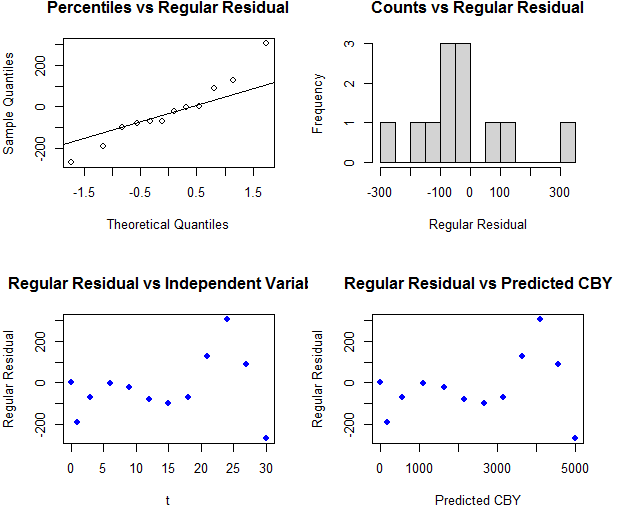 Percentiles vs Regular Residual
Sample Quantiles
-200 0 200
-1.5 -0.5 0.5 1.5
Theoretical Quantiles
Counts vs Regular Residual
Frequency
0 1 2 3
-300 -100 0 100 300
Regular Residual
Regular Residual vs Independent Variab
Regular Residual
-200 0 200
0 5 10 15 20 25 30
t
Regular Residual vs Predicted CBY
Regular Residual
-200 0 200
0 1000 3000 5000
Predicted CBY